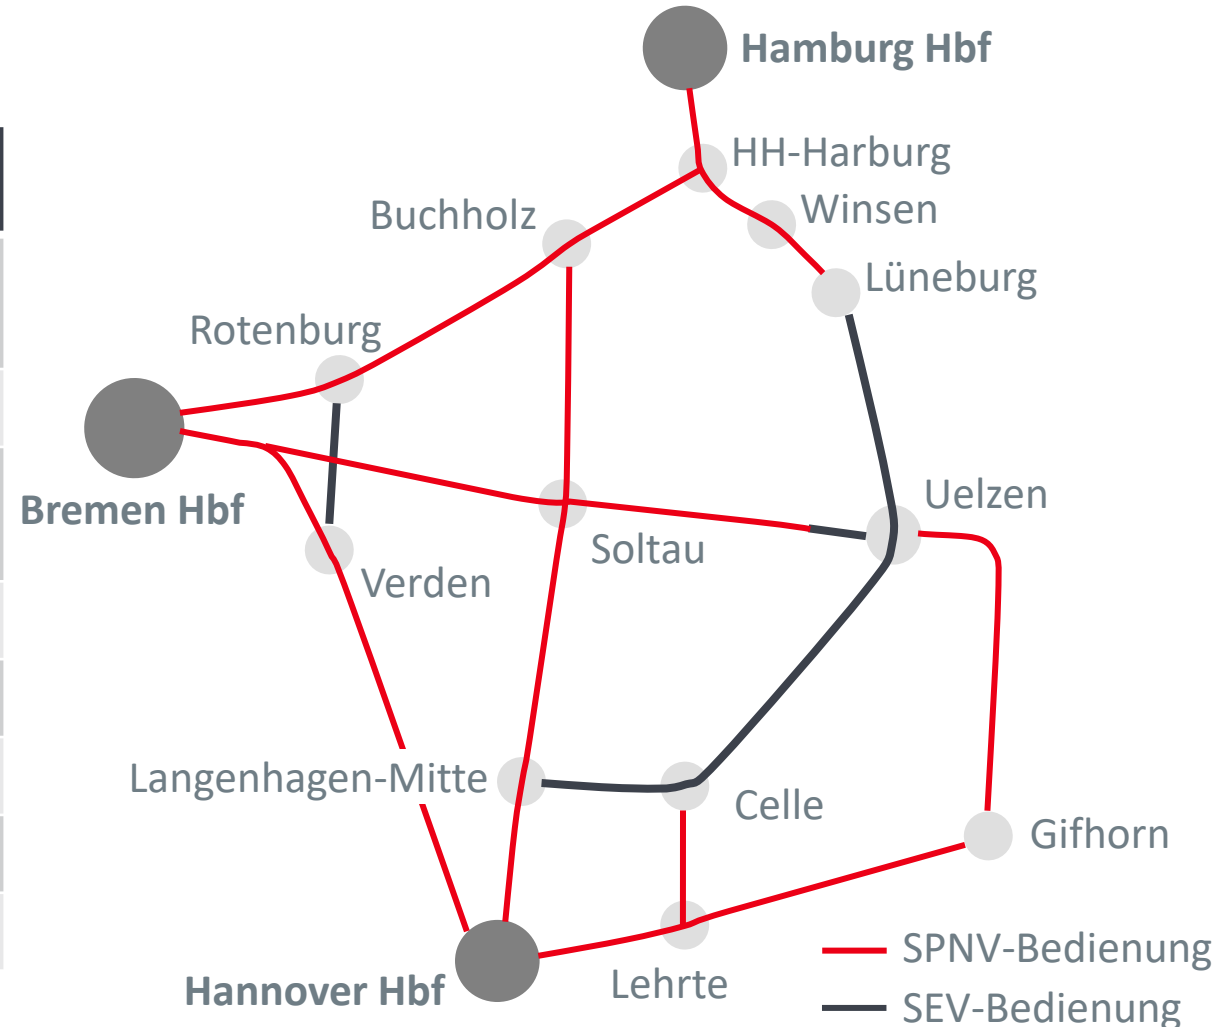 Hamburg Hbf
HH-Harburg
Winsen
Buchholz
Lüneburg
Rotenburg
Bremen Hbf
Uelzen
Soltau
Verden
Langenhagen-Mitte
Celle
Gifhorn
Hannover Hbf
Lehrte
SPNV-Bedienung
SEV-Bedienung